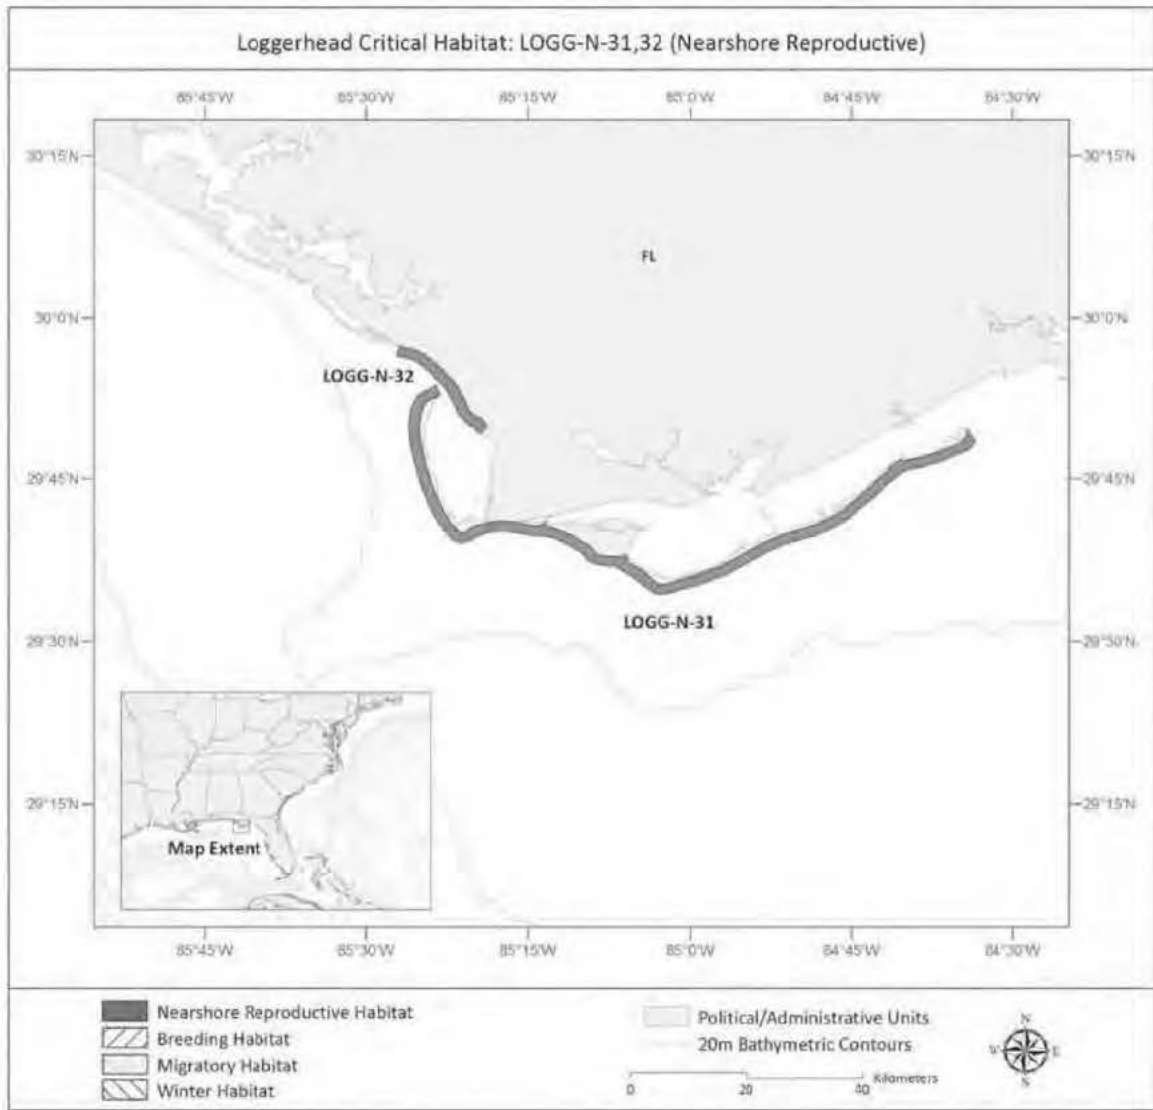 Loggerhead Critical Habitat: LOGG-N-31,32 (Nearshore Reproductive)
85°45'W 85°30'W 85°15'W 85°0'W 84°45'W 84°30'W
30°15'N 30°15'N
FL
30°0'N 30°0'N
LOGG-N-32
29°45'N 29°45'N
LOGG-N-31
29°30'N 29°30'N
29°15'N 29°15'N
Map Extent
85°45'W 85°30'W 85°15'W 85°0'W 84°45'W 84°30'W
Nearshore Reproductive Habitat
Breeding Habitat
Migratory Habitat
Winter Habitat
Political/Administrative Units
20m Bathymetric Contours
Kilometers
0 20 40
N
W E
S